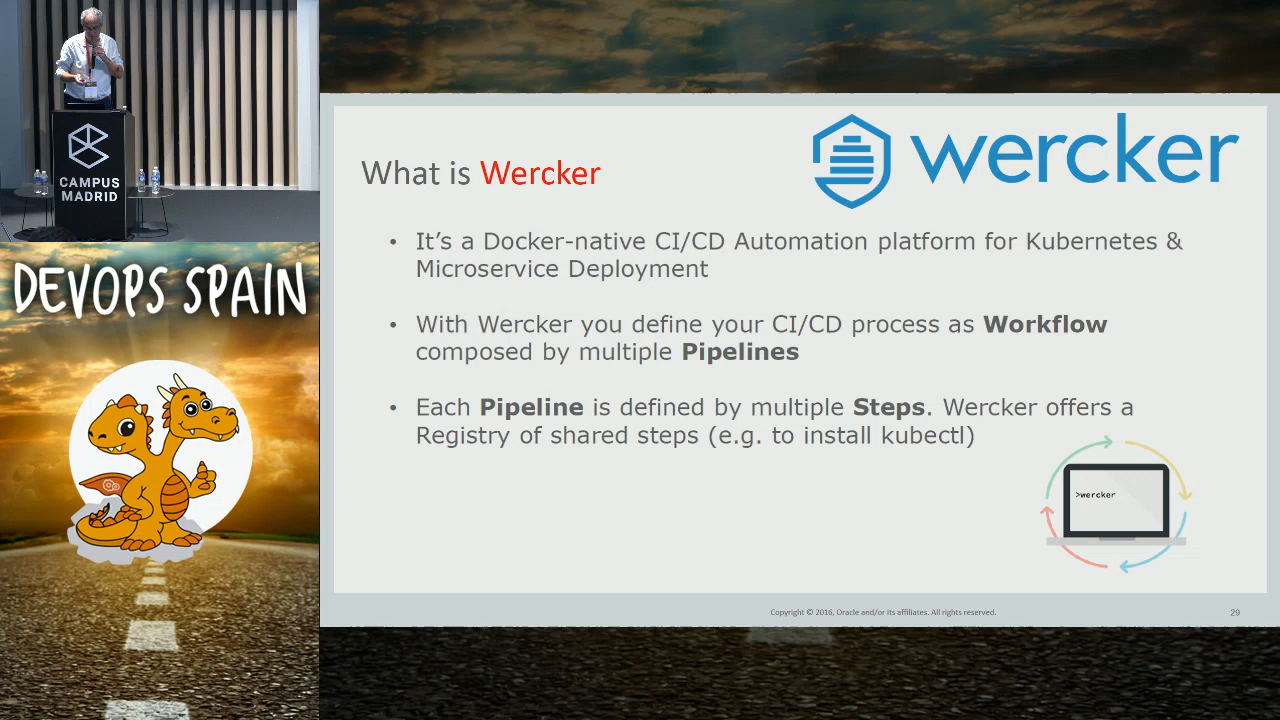 CAMPUS
MADRID
DEVOPS SPAIN
wercker
What is Wercker
• It's a Docker-native CI/CD Automation platform for Kubernetes &
Microservice Deployment
• With Wercker you define your CI/CD process as Workflow
composed by multiple Pipelines
• Each Pipeline is defined by multiple Steps. Wercker offers a
Registry of shared steps (e.g. to install kubectl)
>wercker
Copyright © 2016, Oracle and/or its affiliates. All rights reserved.
29